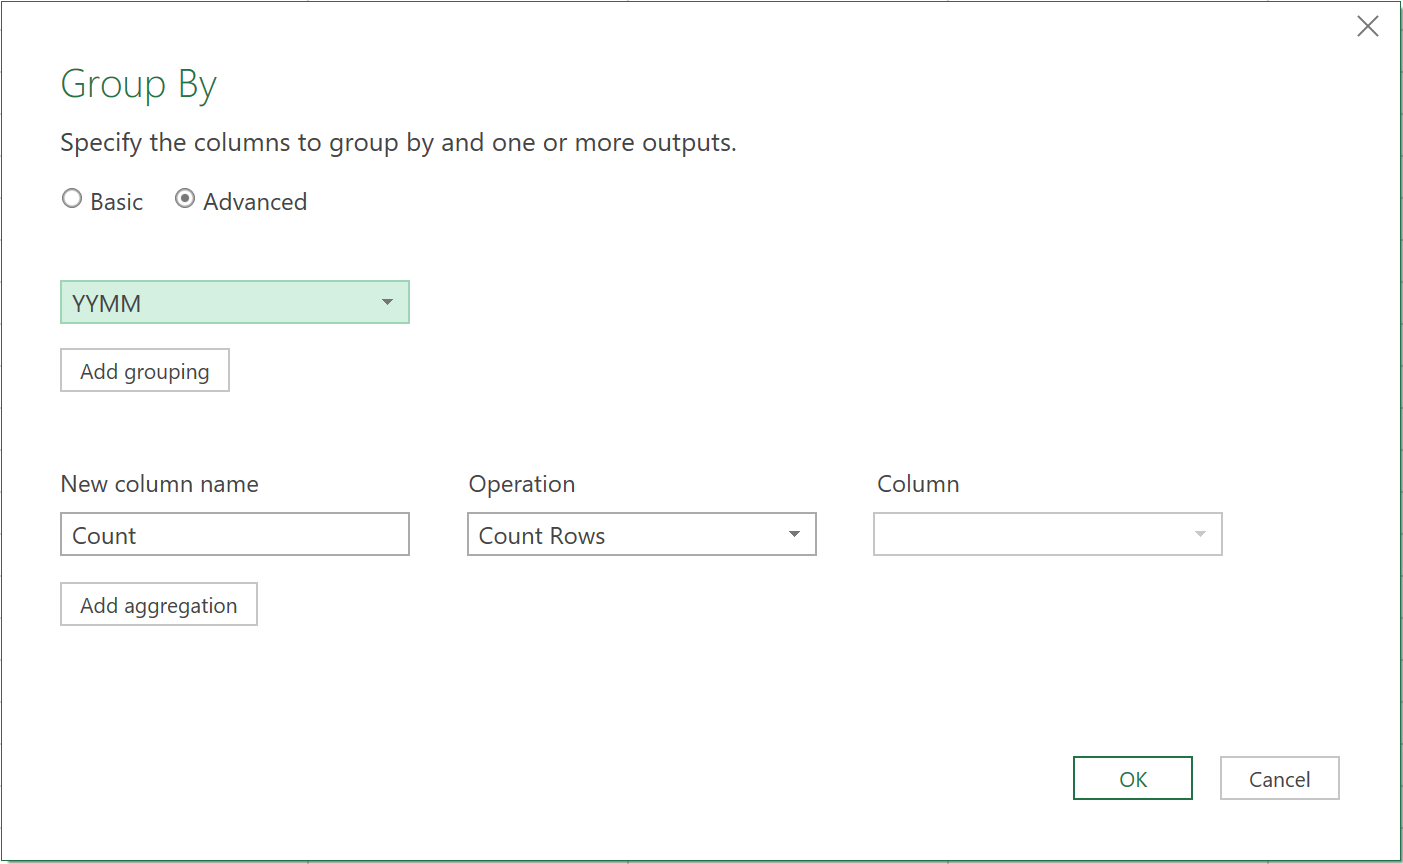 Group By
Specify the columns to group by and one or more outputs.
Basic Advanced
YYMM
Add grouping
New column name Operation Column
Count Count Rows
Add aggregation
OK Cancel